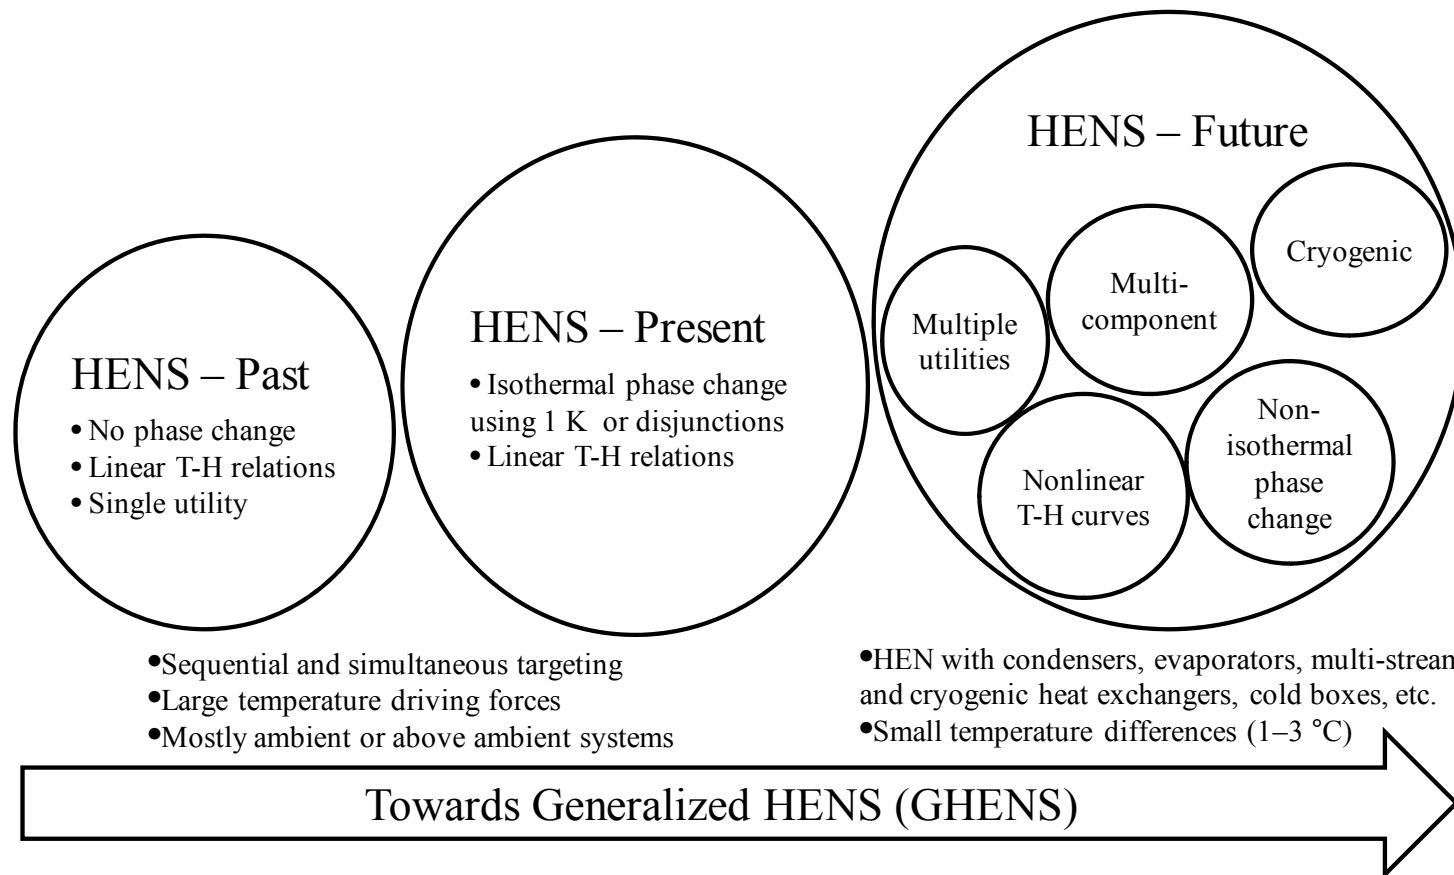 HENS – Past
• No phase change
• Linear T-H relations
• Single utility
HENS – Present
• Isothermal phase change
using 1 K or disjunctions
• Linear T-H relations
HENS – Future
Multiple
utilities
Multi-
component
Cryogenic
Nonlinear
T-H curves
Non-
isothermal
phase
change
•Sequential and simultaneous targeting
•Large temperature driving forces
•Mostly ambient or above ambient systems
•HEN with condensers, evaporators, multi-stream
and cryogenic heat exchangers, cold boxes, etc.
•Small temperature differences (1–3 °C)
Towards Generalized HENS (GHENS)